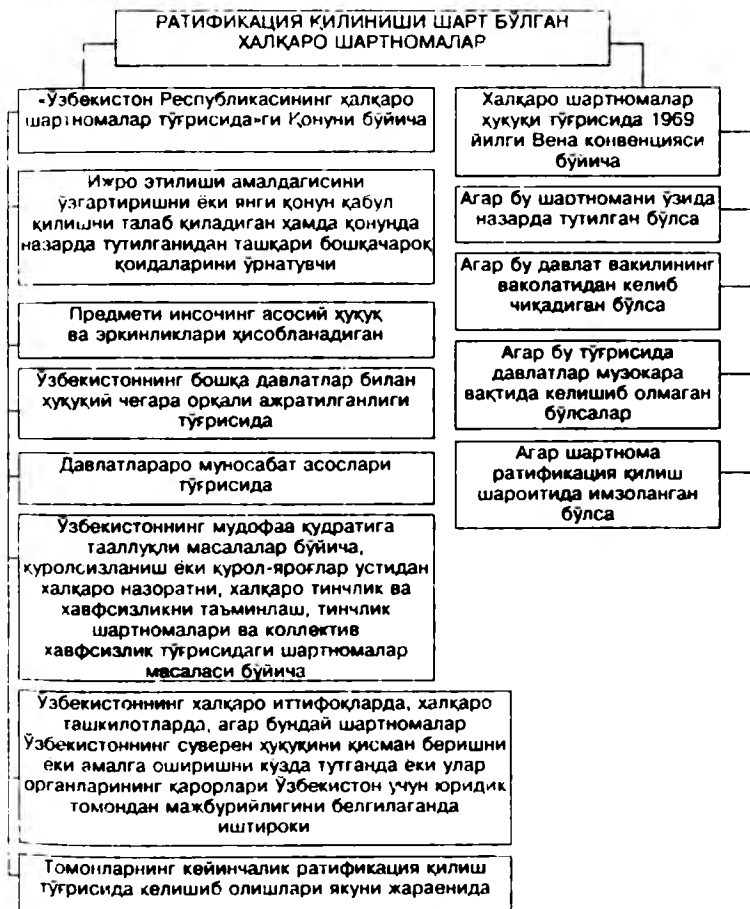 РАТИФИКАЦИЯ ҚИЛИНИШИ ШАРТ БЎЛГАН
ХАЛҚАРО ШАРТНОМАЛАР
«Ўзбекистон Республикасининг ҳалқаро
шартномалар тўғрисида»ги Қонуни бўйича
Ижро этилиши амалдагисини
ўзгартиришни ёки янги қонун қабул
қилишни талаб қиладиган ҳамда қонунда
назарда тутилганидан ташқари бошқачароқ
қоидаларини ўрнатувчи
Предмети инсочинг асосий ҳуқуқ
ва эркинликлари ҳисобланадиган
Ўзбекистоннинг бошқа давлатлар билан
ҳуқуқий чегара орқали ажратилганлиги
тўғрисида
Давлатлараро муносабат асослари
тўғрисида
Ўзбекистоннинг мудофаа қудратига
тааллуқли масалалар бўйича,
қуролсизланиш ёки қурол-яроғлар устидан
халқаро назоратни, халқаро тинчлик ва
хавфсизликни таъминлаш, тинчлик
шартномалари ва коллектив
хавфсизлик тўғрисидаги шартномалар
масаласи бўйича
Ўзбекистоннинг халқаро иттифоқларда, халқаро
ташкилотларда, агар бундай шартномалар
Ўзбекистоннинг суверен ҳуқуқини қисман беришни
ёки амалга оширишни кўзда тутганда ёки улар
органларининг қарорлари Ўзбекистон учун юридик
томондан мажбурийлигини белгилаганда
иштироки
Томонларнинг кейинчалик ратификация қилиш
тўғрисида келишиб олишлари якуни жараенида
Халқаро шартномалар
ҳуқуқи тўғрисида 1969
йилги Вена конвенцияси
бўйича
Агар бу шартномани ўзида
назарда тутилган бўлса
Агар бу давлат вакилининг
ваколатидан келиб
чиқадиган бўлса
Агар бу тўғрисида
давлатлар музокара
вақтида келишиб олмаган
бўлсалар
Агар шартнома
ратификация қилиш
шароитида имзоланган
бўлса